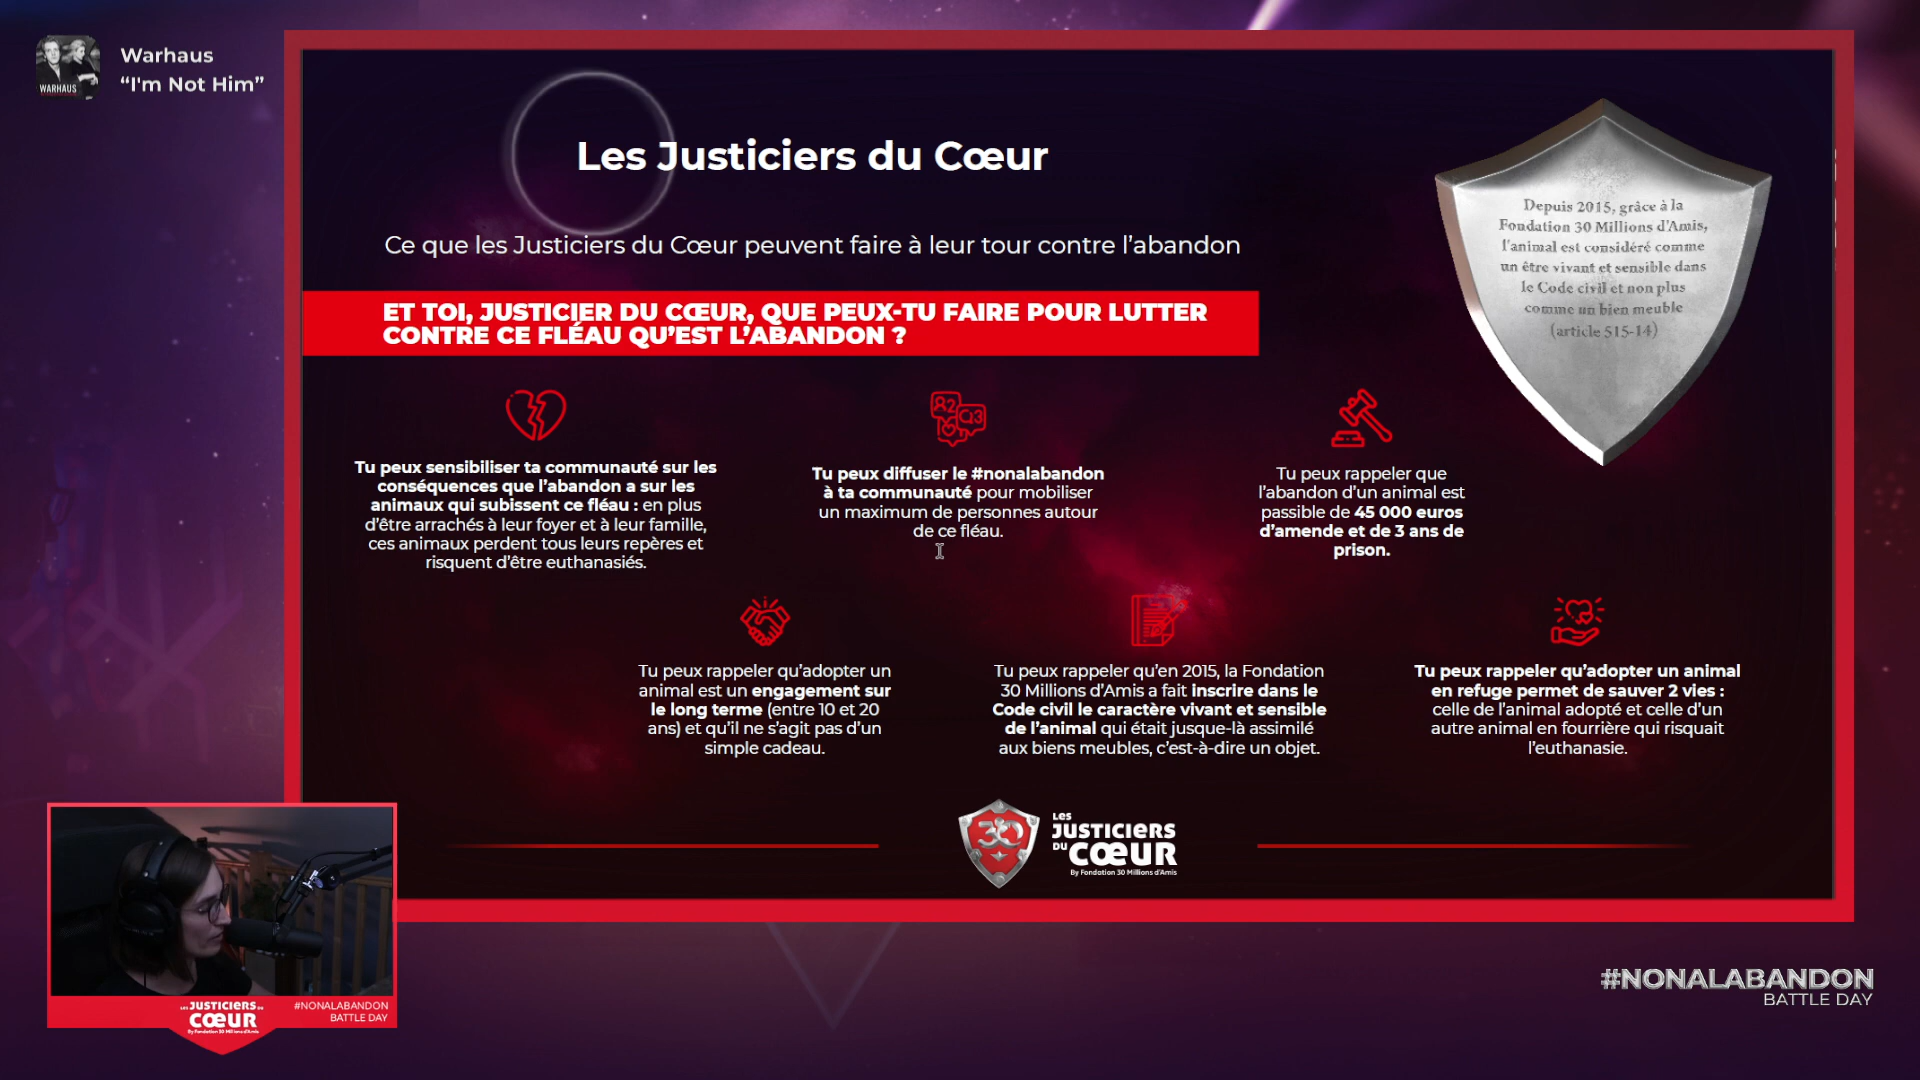 Warhaus
“I'm Not Him”
WARHAUS
Les Justiciers du Cœur
Ce que les Justiciers du Cœur peuvent faire à leur tour contre l’abandon
ET TOI, JUSTICIER DU CŒUR, QUE PEUX-TU FAIRE POUR LUTTER
CONTRE CE FLÉAU QU’EST L’ABANDON ?
Depuis 2015, grâce à la
Fondation 30 Millions d'Amis,
l'animal est considéré comme
un être vivant et sensible dans
le Code civil et non plus
comme un bien meuble
(article 515-14)
Tu peux sensibiliser ta communauté sur les
conséquences que l’abandon a sur les
animaux qui subissent ce fléau : en plus
d’être arrachés à leur foyer et à leur famille,
ces animaux perdent tous leurs repères et
risquent d’être euthanasiés.
Tu peux diffuser le #nonalabandon
à ta communauté pour mobiliser
un maximum de personnes autour
de ce fléau.
Tu peux rappeler que
l’abandon d’un animal est
passible de 45 000 euros
d’amende et de 3 ans de
prison.
Tu peux rappeler qu’adopter un
animal est un engagement sur
le long terme (entre 10 et 20
ans) et qu’il ne s’agit pas d’un
simple cadeau.
Tu peux rappeler qu’en 2015, la Fondation
30 Millions d’Amis a fait inscrire dans le
Code civil le caractère vivant et sensible
de l’animal qui était jusque-là assimilé
aux biens meubles, c’est-à-dire un objet.
Tu peux rappeler qu’adopter un animal
en refuge permet de sauver 2 vies :
celle de l’animal adopté et celle d’un
autre animal en fourrière qui risquait
l’euthanasie.
30
LES
JUSTICIERS
DU CŒUR
By Fondation 30 Millions d’Amis
LES JUSTICIERS DU
CŒUR
By Fondation 30 Millions d’Amis
#NONALABANDON
BATTLE DAY
#NONALABANDON
BATTLE DAY